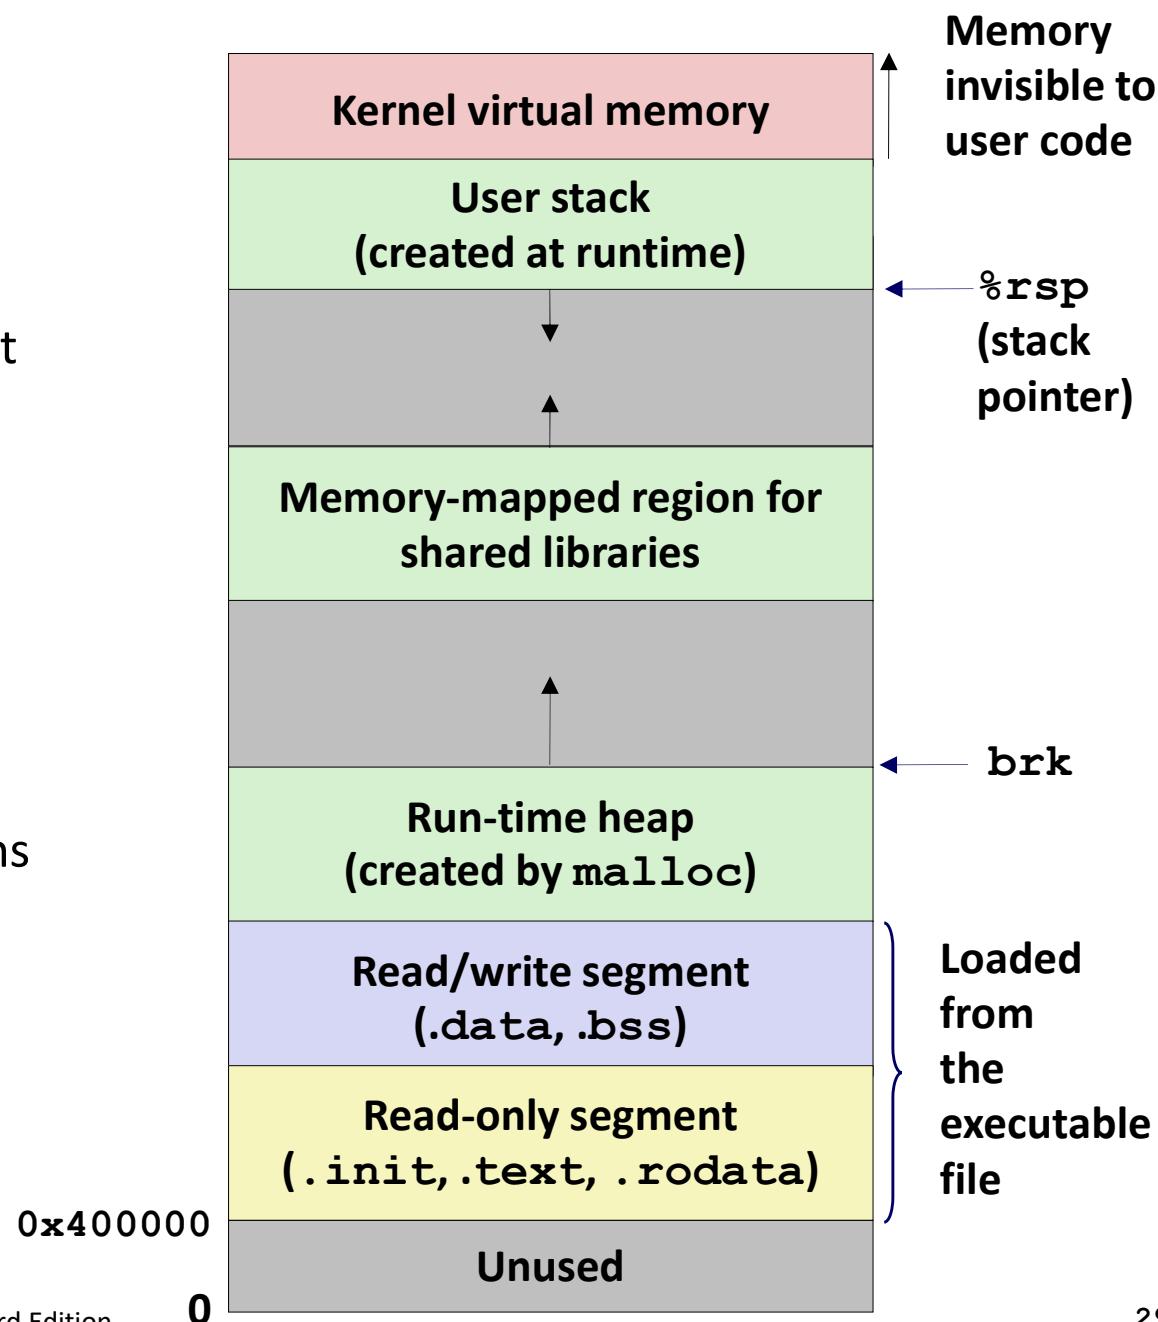 Memory
invisible to
user code
Kernel virtual memory
User stack
(created at runtime)
%rsp
(stack
pointer)
Memory-mapped region for
shared libraries
brk
Run-time heap
(created by malloc)
Read/write segment
(.data, .bss)
Loaded
from
the
executable
file
Read-only segment
(.init, .text, .rodata)
0x400000
Unused
0
Edition